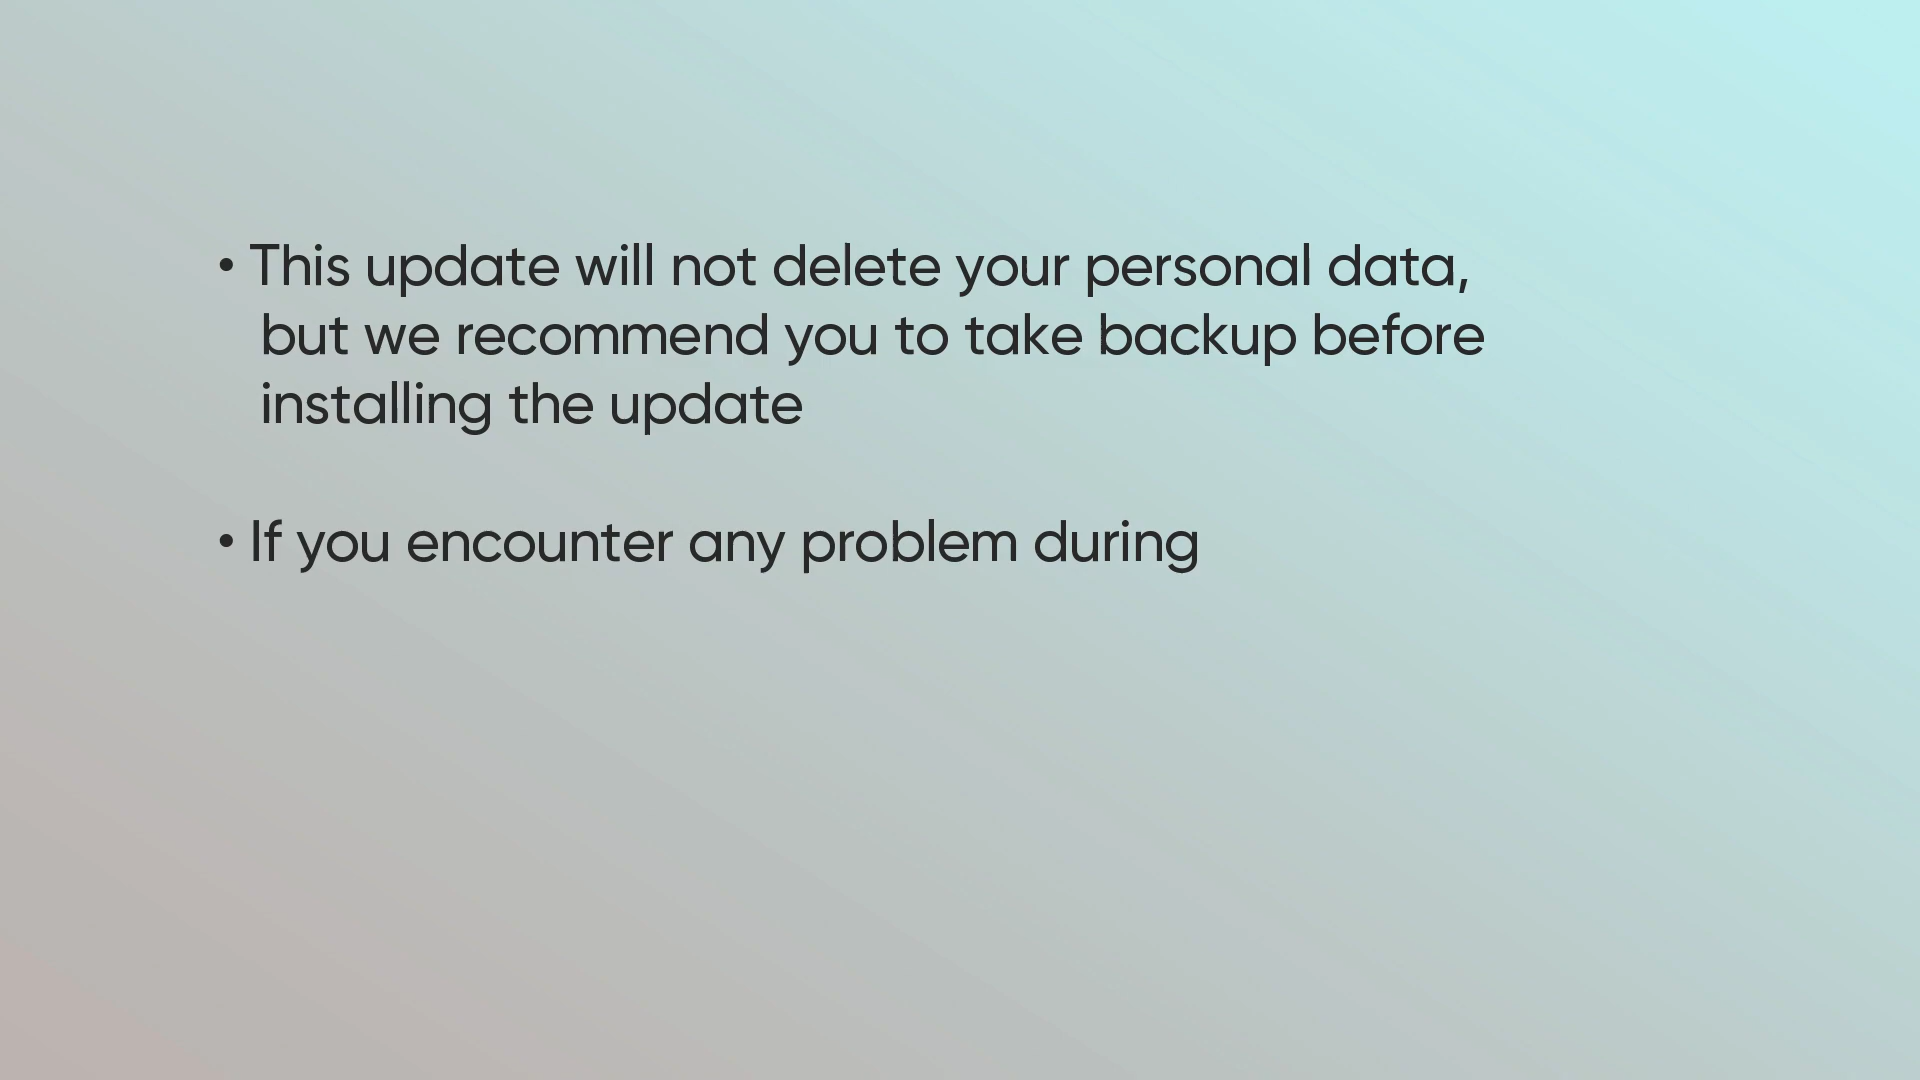 • This update will not delete your personal data,
but we recommend you to take backup before
installing the update
• If you encounter any problem during